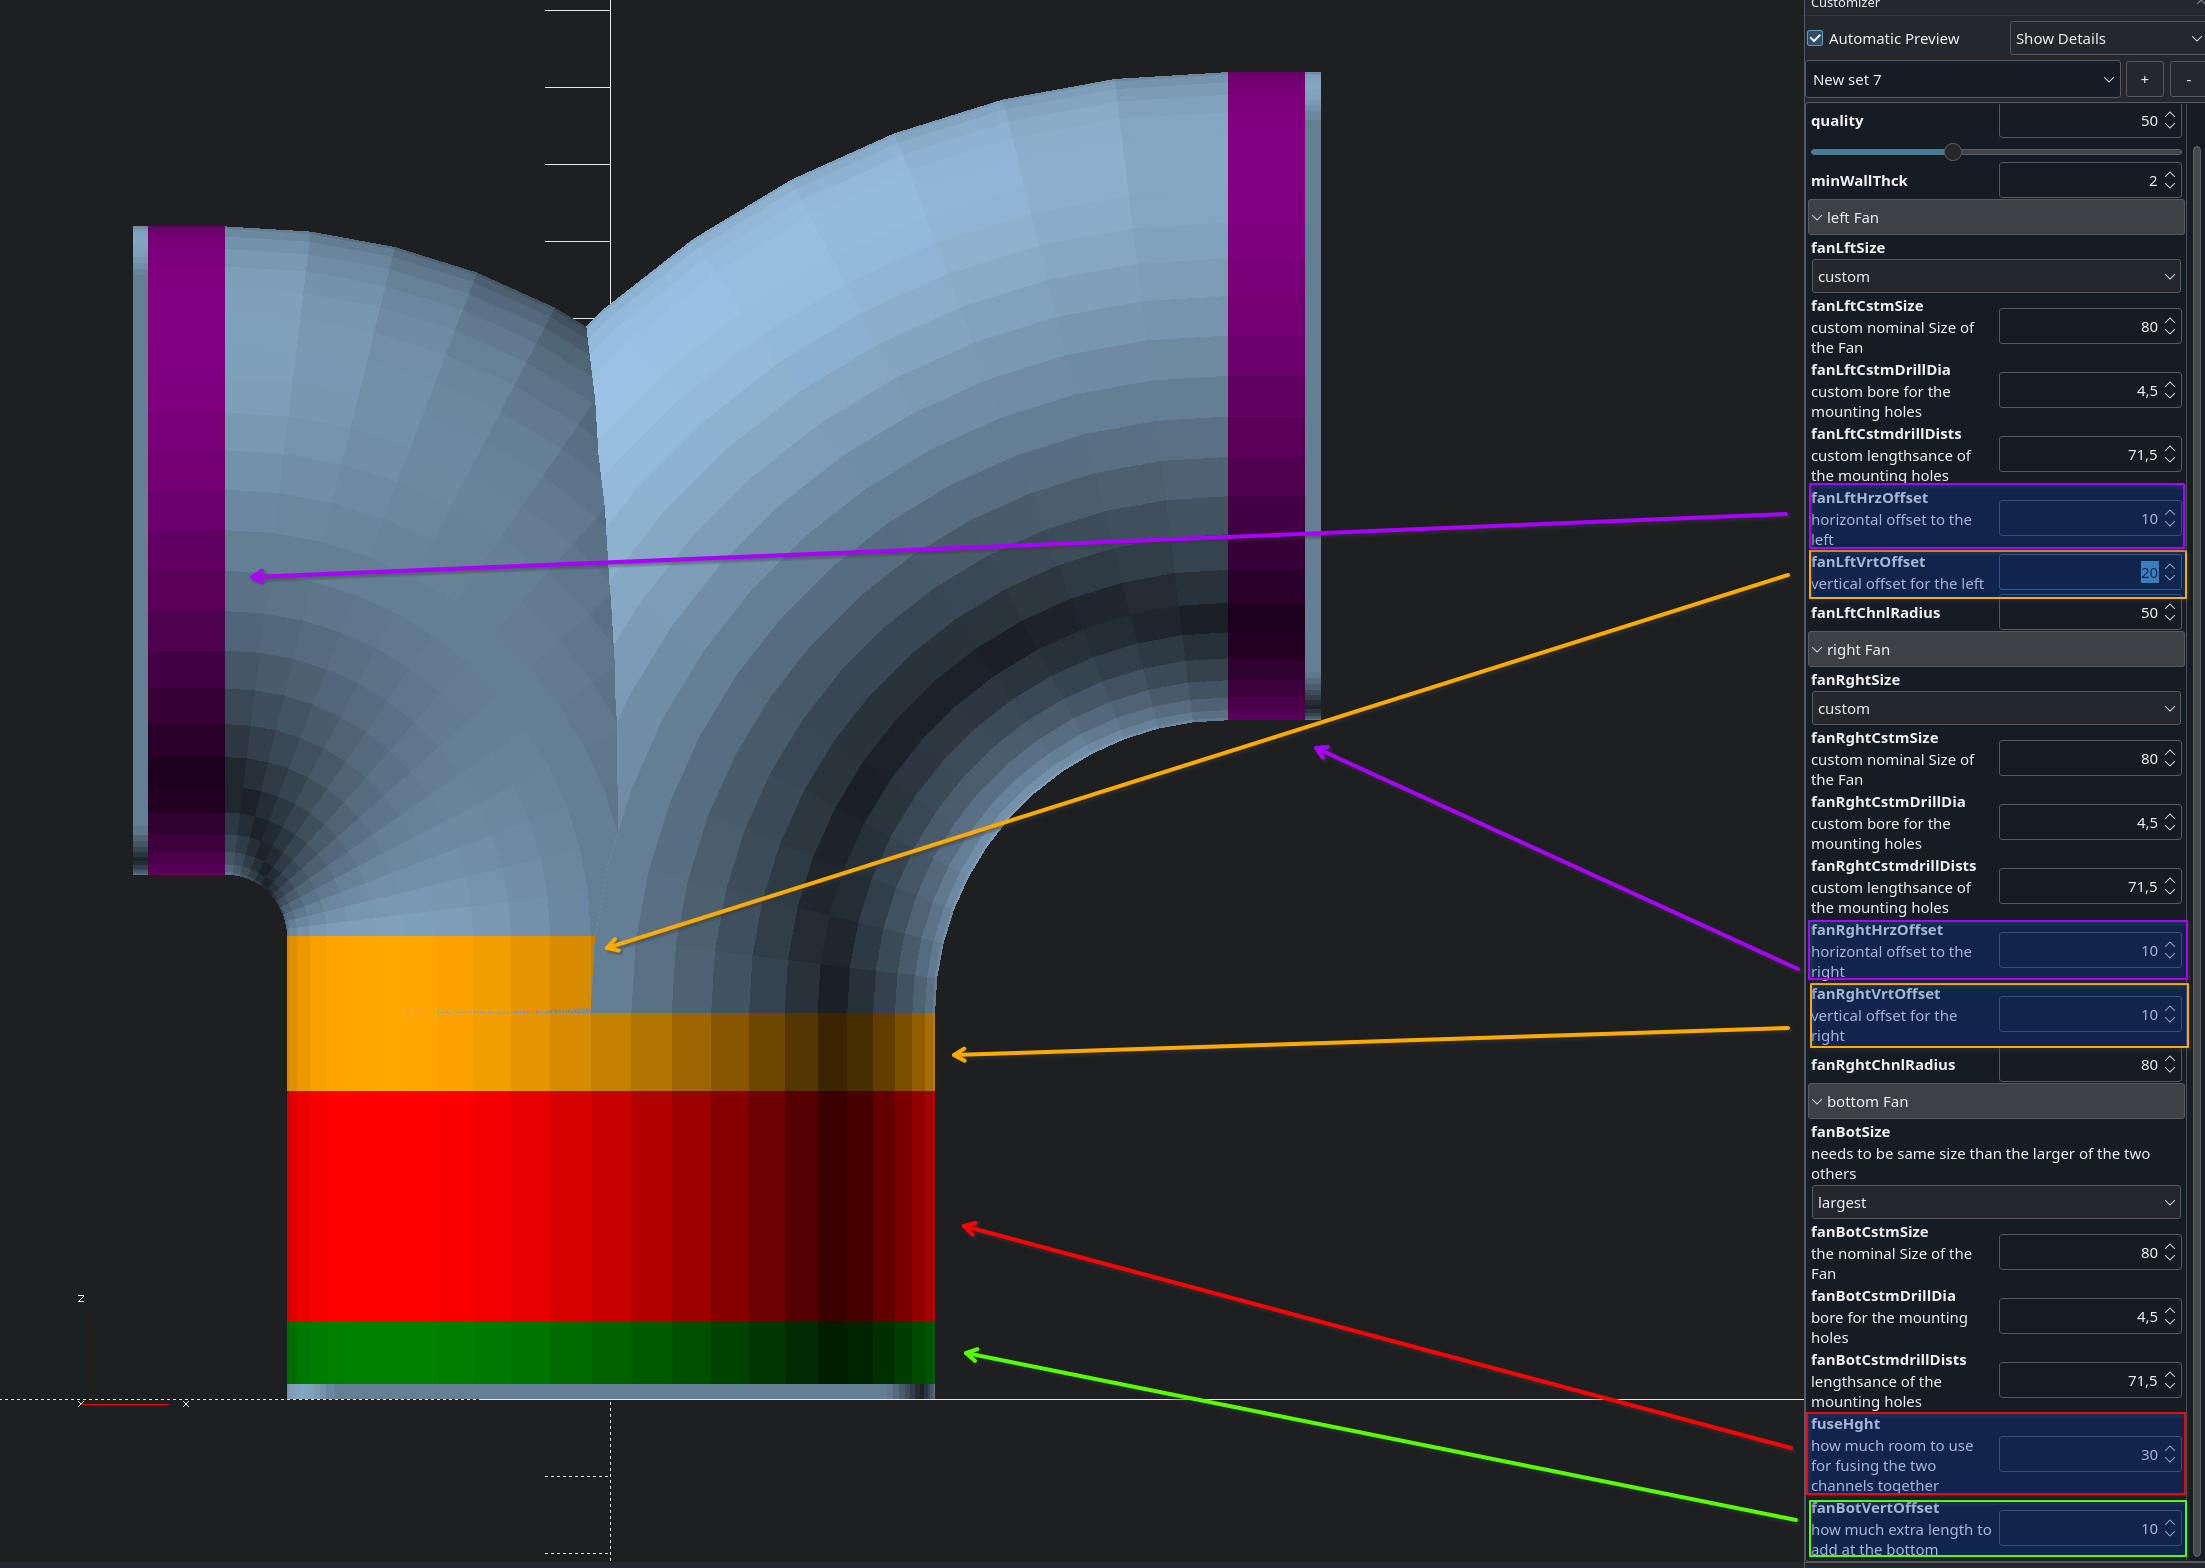 Customizer
Automatic Preview
Show Details
New set 7
+
-
quality
50
minWallThck
2
left Fan
fanLftSize
custom
fanLftCstmSize
custom nominal Size of
the Fan
80
fanLftCstmDrillDia
custom bore for the
mounting holes
4,5
fanLftCstmdrillDists
custom lengthsance of
the mounting holes
71,5
fanLftHrzOffset
horizontal offset to the
left
10
fanLftVrtOffset
vertical offset for the left
20
fanLftChnlRadius
50
right Fan
fanRghtSize
custom
fanRghtCstmSize
custom nominal Size of
the Fan
80
fanRghtCstmDrillDia
custom bore for the
mounting holes
4,5
fanRghtCstmdrillDists
custom lengthsance of
the mounting holes
71,5
fanRghtHrzOffset
horizontal offset to the
right
10
fanRghtVrtOffset
vertical offset for the
right
10
fanRghtChnlRadius
80
bottom Fan
fanBotSize
needs to be same size than the larger of the two
others
largest
fanBotCstmSize
the nominal Size of the
Fan
80
fanBotCstmDrillDia
bore for the mounting
holes
4,5
fanBotCstmdrillDists
lengthsance of the
mounting holes
71,5
fuseHght
how much room to use
for fusing the two
channels together
30
fanBotVertOffset
how much extra length to
add at the bottom
10
z
y
x